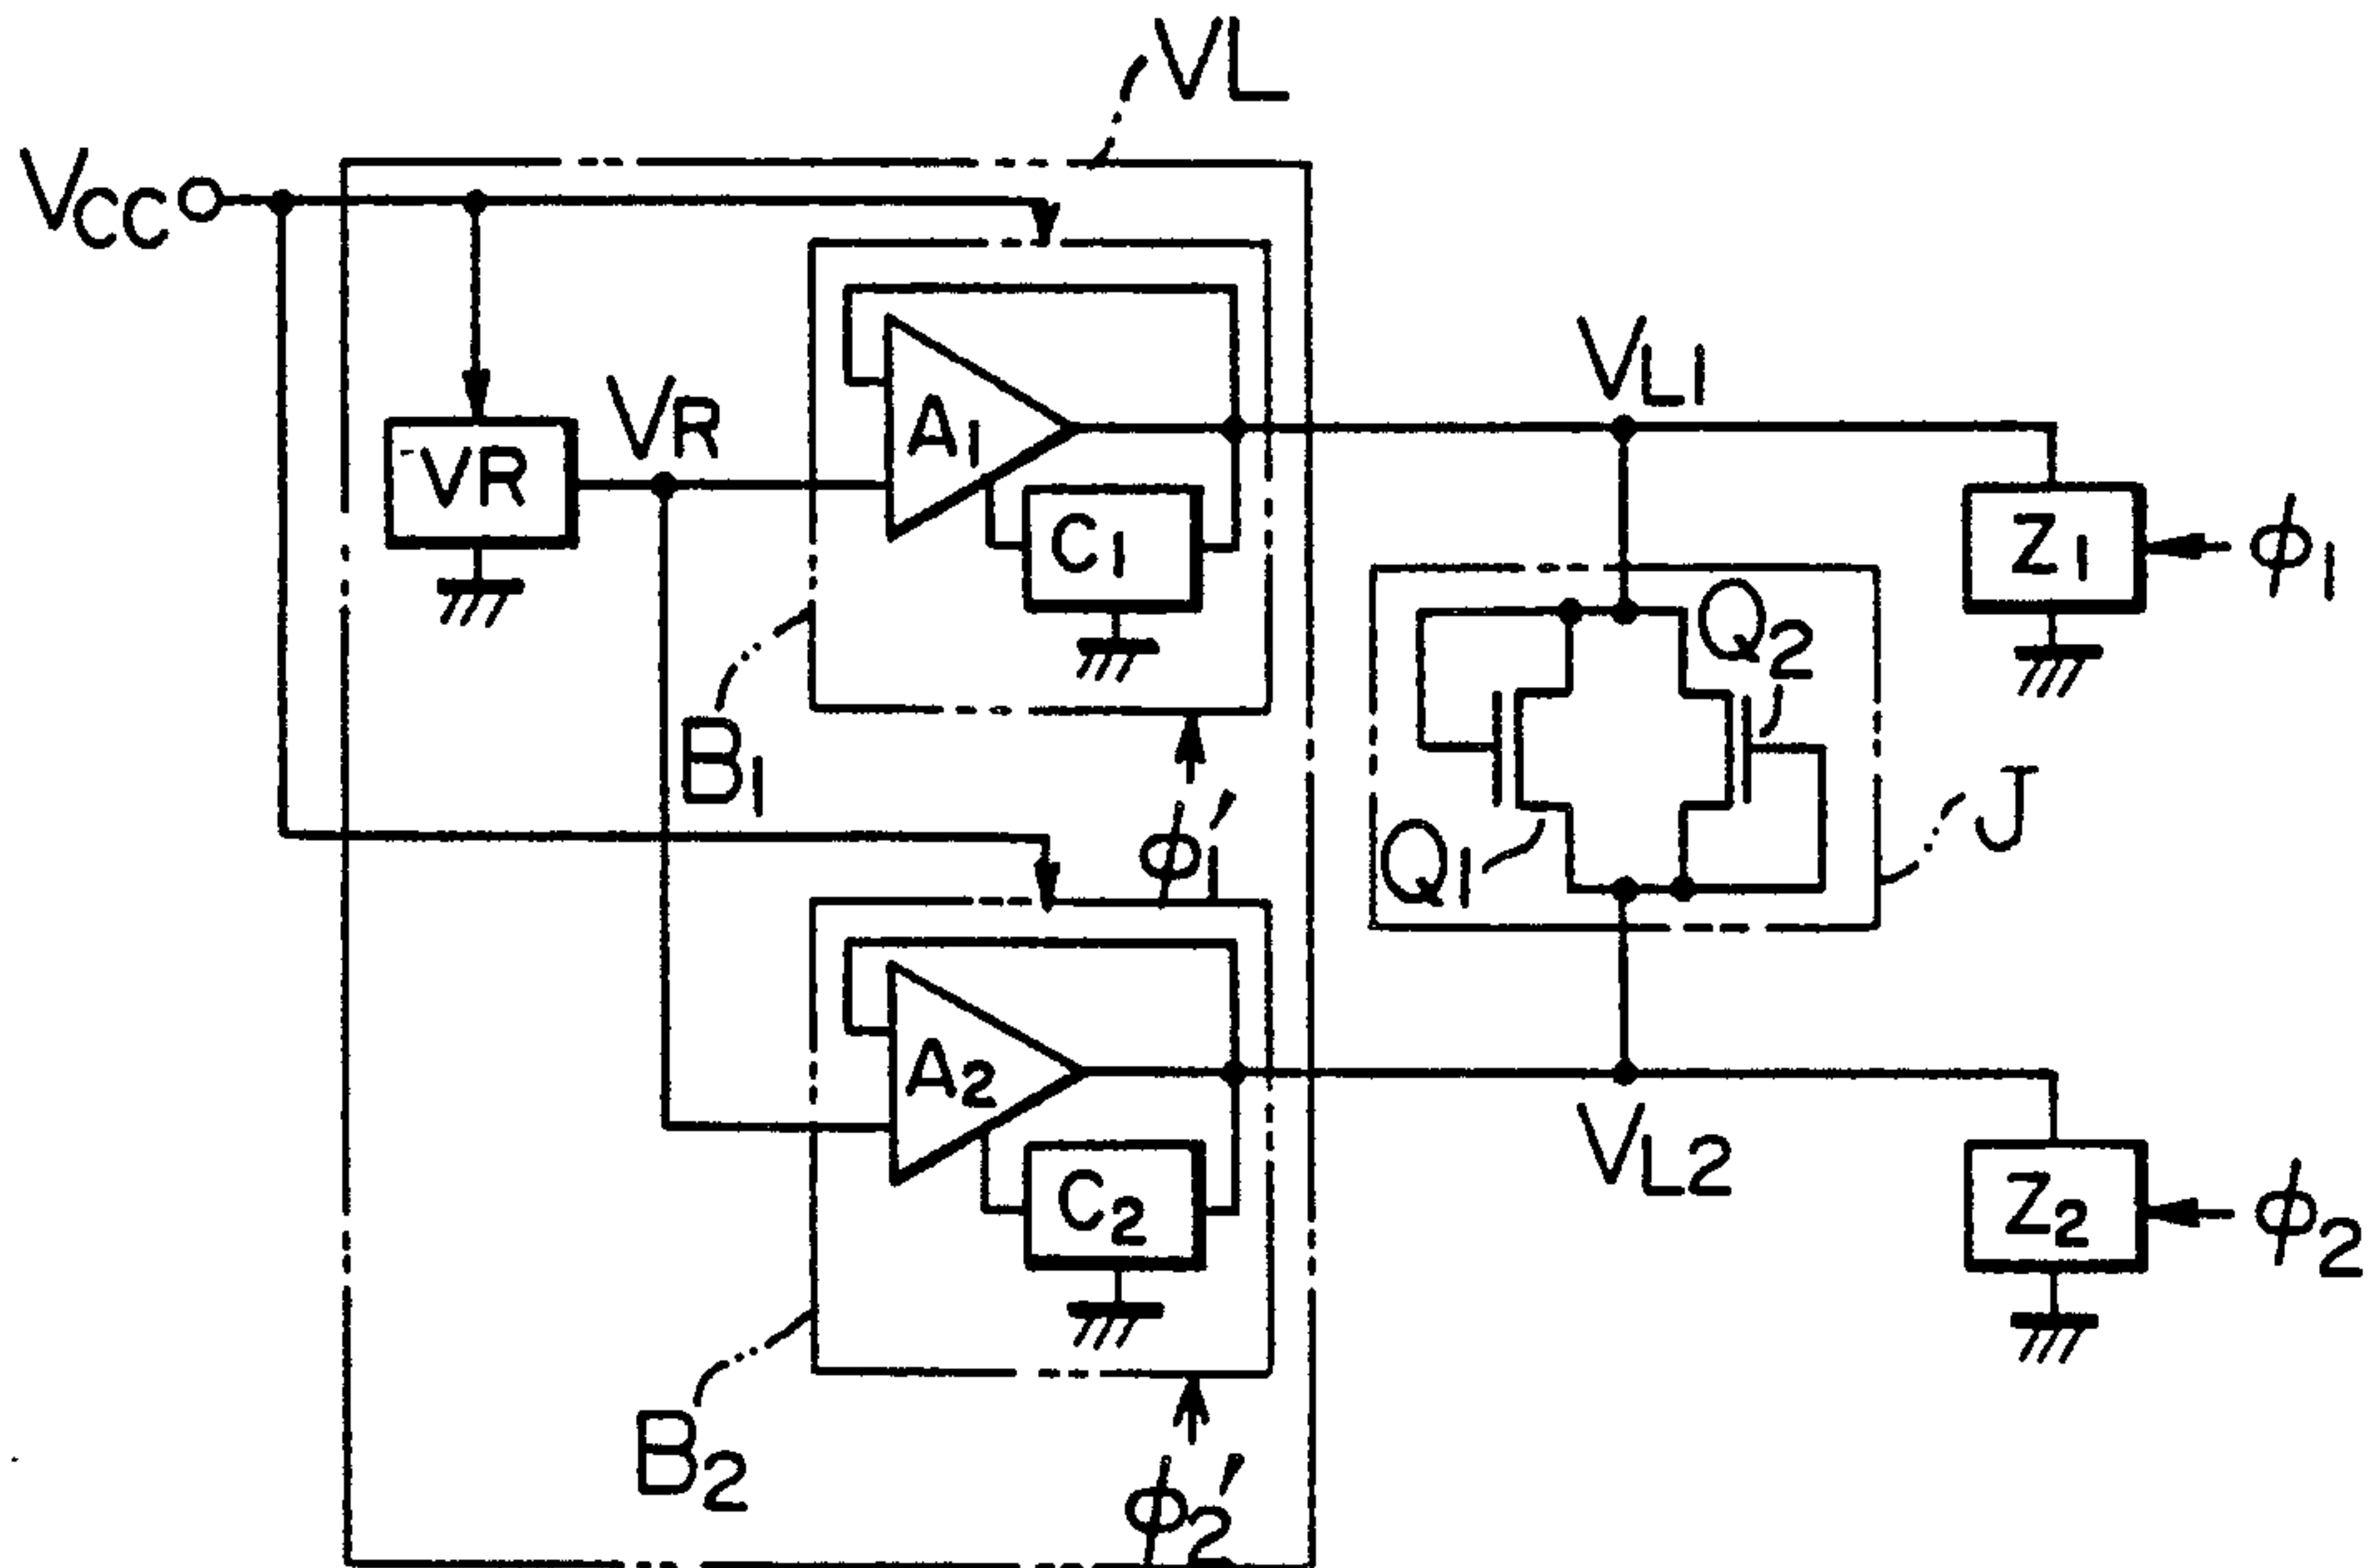 VL
VCC
VR
VR
A1
C1
VL1
Z1
ϕ1
Q2
B1
ϕ1'
Q1
J
A2
C2
VL2
Z2
ϕ2
B2
ϕ2'